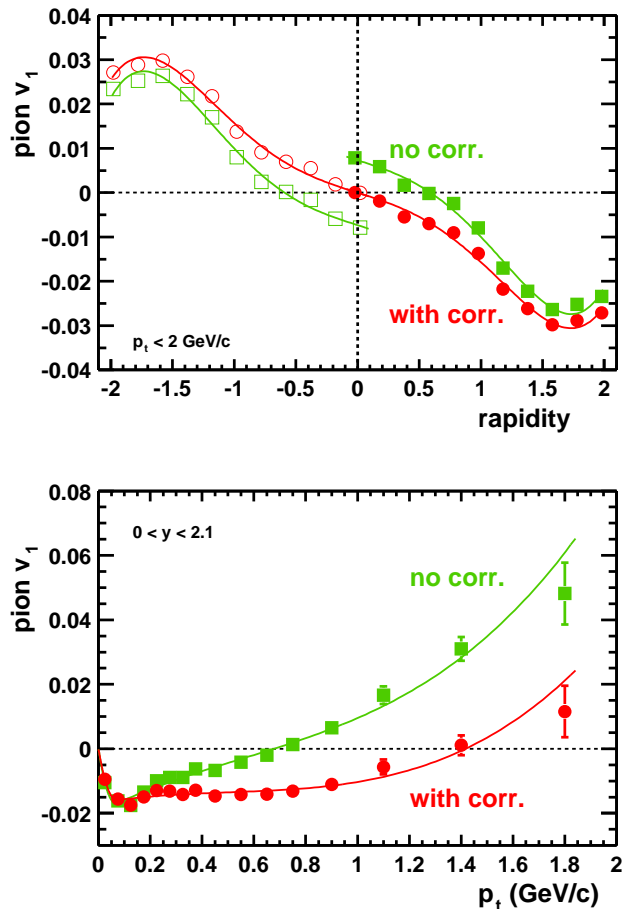 pion v1
0.04
0.03
0.02
0.01
0
-0.01
-0.02
-0.03
-0.04
no corr.
with corr.
pt < 2 GeV/c
-2 -1.5 -1 -0.5 0 0.5 1 1.5 2
rapidity
pion v1
0.08
0.06
0.04
0.02
0
-0.02
0 < y < 2.1
no corr.
with corr.
0 0.2 0.4 0.6 0.8 1 1.2 1.4 1.6 1.8 2
pt (GeV/c)